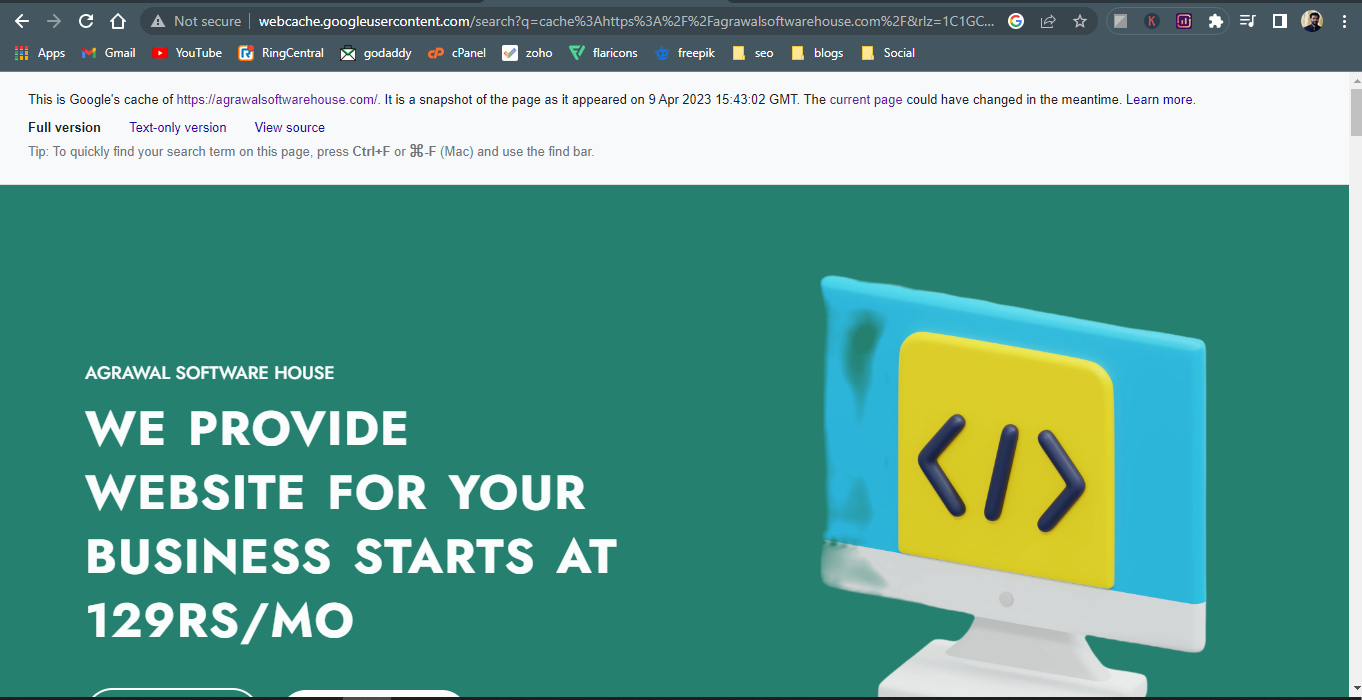 Not secure
webcache.googleusercontent.com/search?q=cache%3Ahttps%3A%2F%2Fagrawalsoftwarehouse.com%2F&rlz=1C1GC...
K
Apps Gmail YouTube RingCentral godaddy cPanel zoho flaricons freepik seo blogs Social
This is Google's cache of https://agrawalsoftwarehouse.com/. It is a snapshot of the page as it appeared on 9 Apr 2023 15:43:02 GMT. The current page could have changed in the meantime. Learn more.
Full version Text-only version View source
Tip: To quickly find your search term on this page, press Ctrl+F or ⌘-F (Mac) and use the find bar.
AGRAWAL SOFTWARE HOUSE
WE PROVIDE
WEBSITE FOR YOUR
BUSINESS STARTS AT
129RS/MO